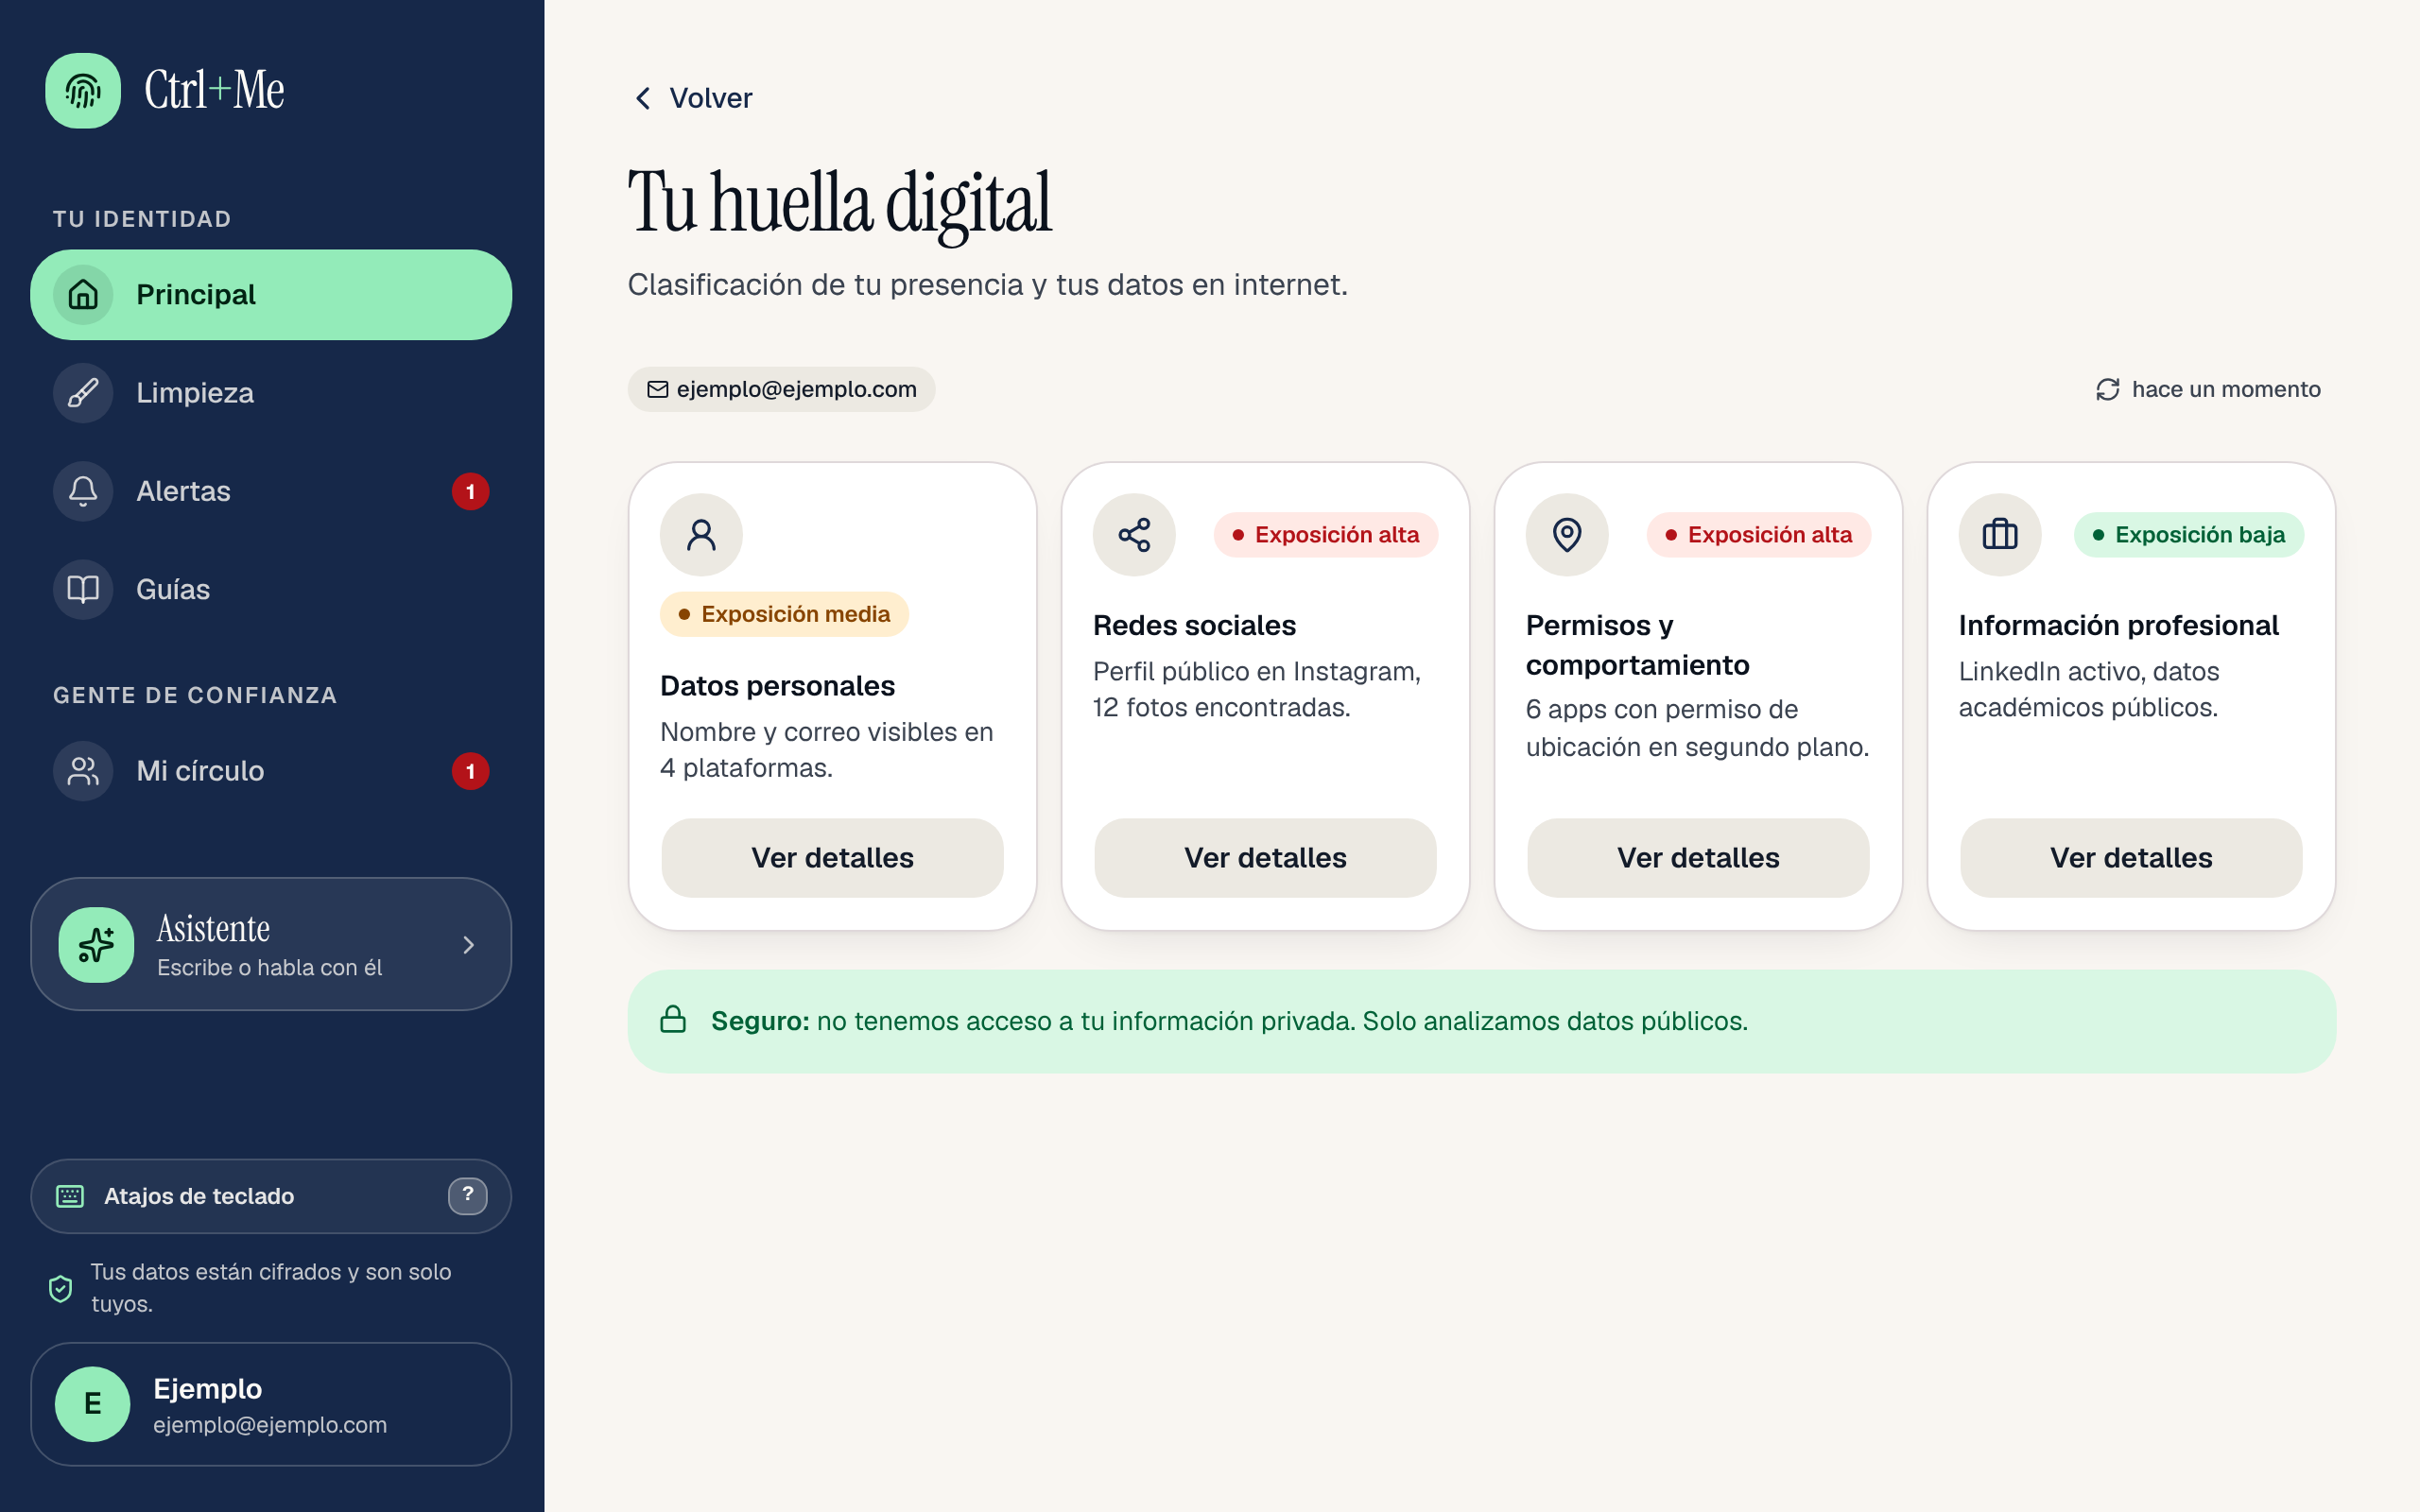 Ctrl+Me
TU IDENTIDAD
Principal
Limpieza
Alertas
1
Guías
GENTE DE CONFIANZA
Mi círculo
1
Asistente
Escribe o habla con él
Atajos de teclado
?
Tus datos están cifrados y son solo
tuyos.
E
Ejemplo
ejemplo@ejemplo.com
Volver
Tu huella digital
Clasificación de tu presencia y tus datos en internet.
ejemplo@ejemplo.com
hace un momento
Exposición media
Datos personales
Nombre y correo visibles en
4 plataformas.
Ver detalles
Exposición alta
Redes sociales
Perfil público en Instagram,
12 fotos encontradas.
Ver detalles
Exposición alta
Permisos y
comportamiento
6 apps con permiso de
ubicación en segundo plano.
Ver detalles
Exposición baja
Información profesional
LinkedIn activo, datos
académicos públicos.
Ver detalles
Seguro: no tenemos acceso a tu información privada. Solo analizamos datos públicos.